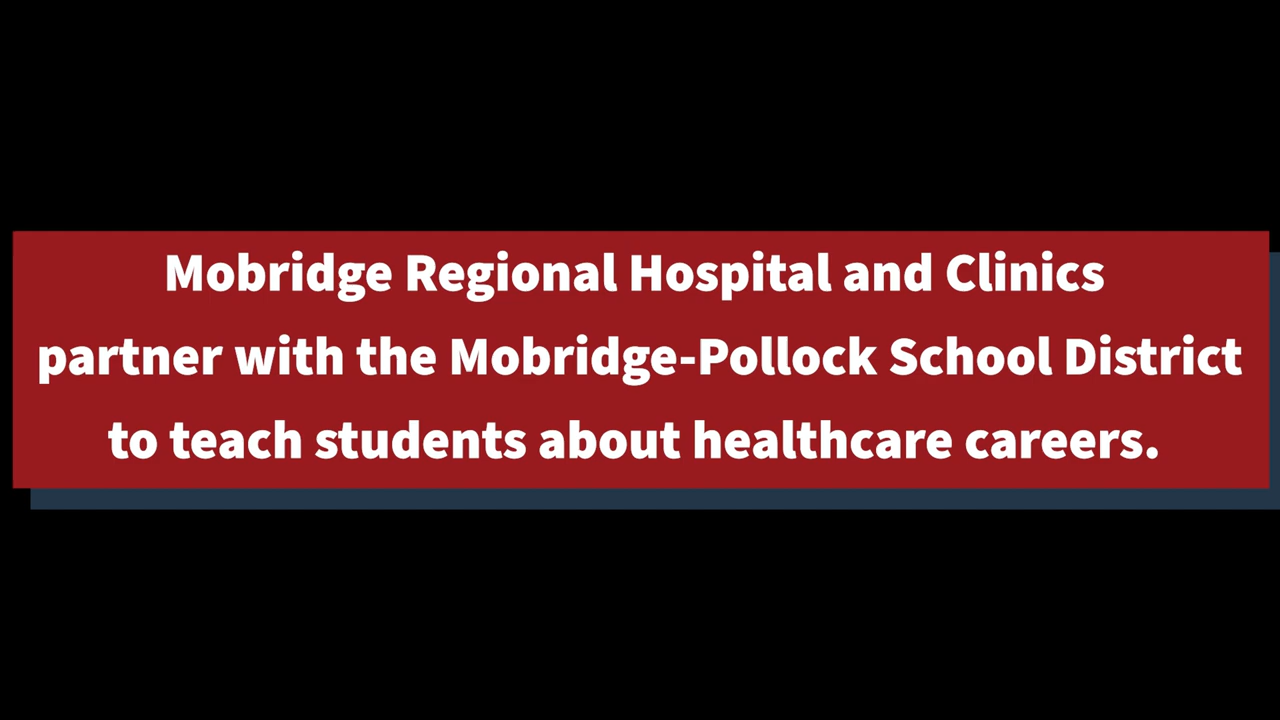 Mobridge Regional Hospital and Clinics
partner with the Mobridge-Pollock School District
to teach students about healthcare careers.